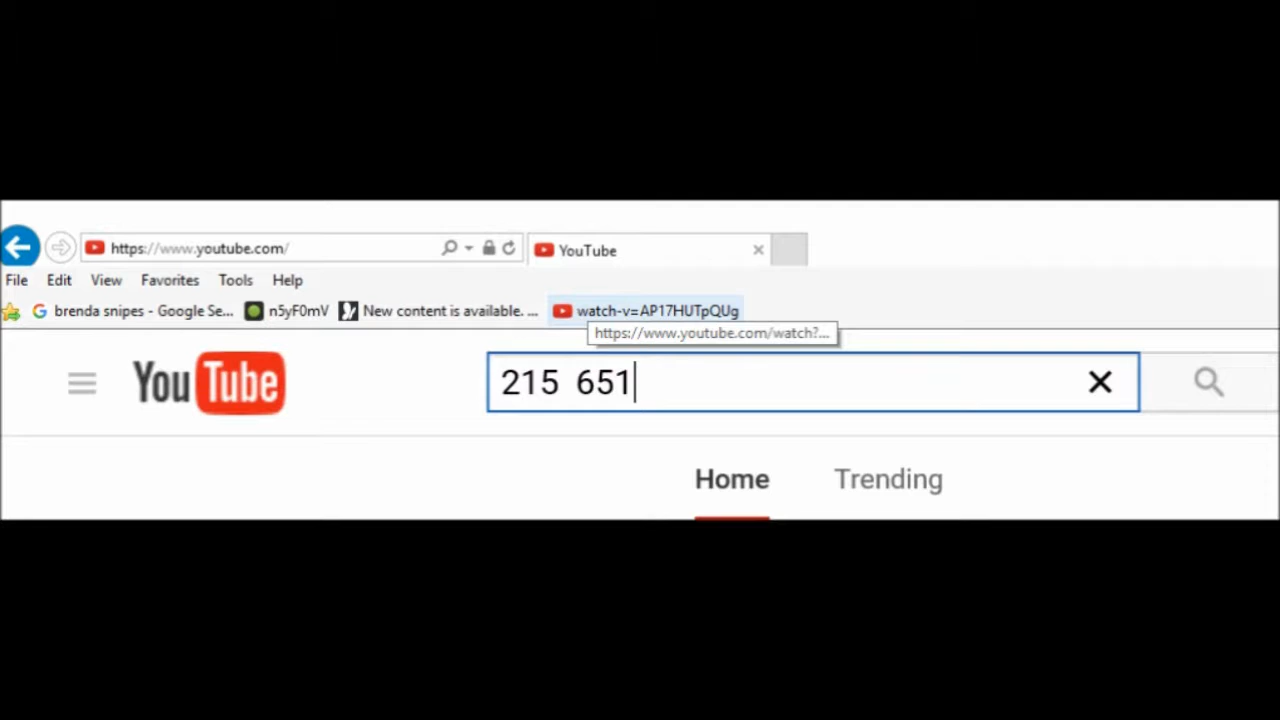 https://www.youtube.com/ YouTube
File Edit View Favorites Tools Help
brenda snipes - Google Se... n5yF0mV New content is available. ... watch-v=AP17HUTpQUg
https://www.youtube.com/watch?...
YouTube 215 651
Home Trending